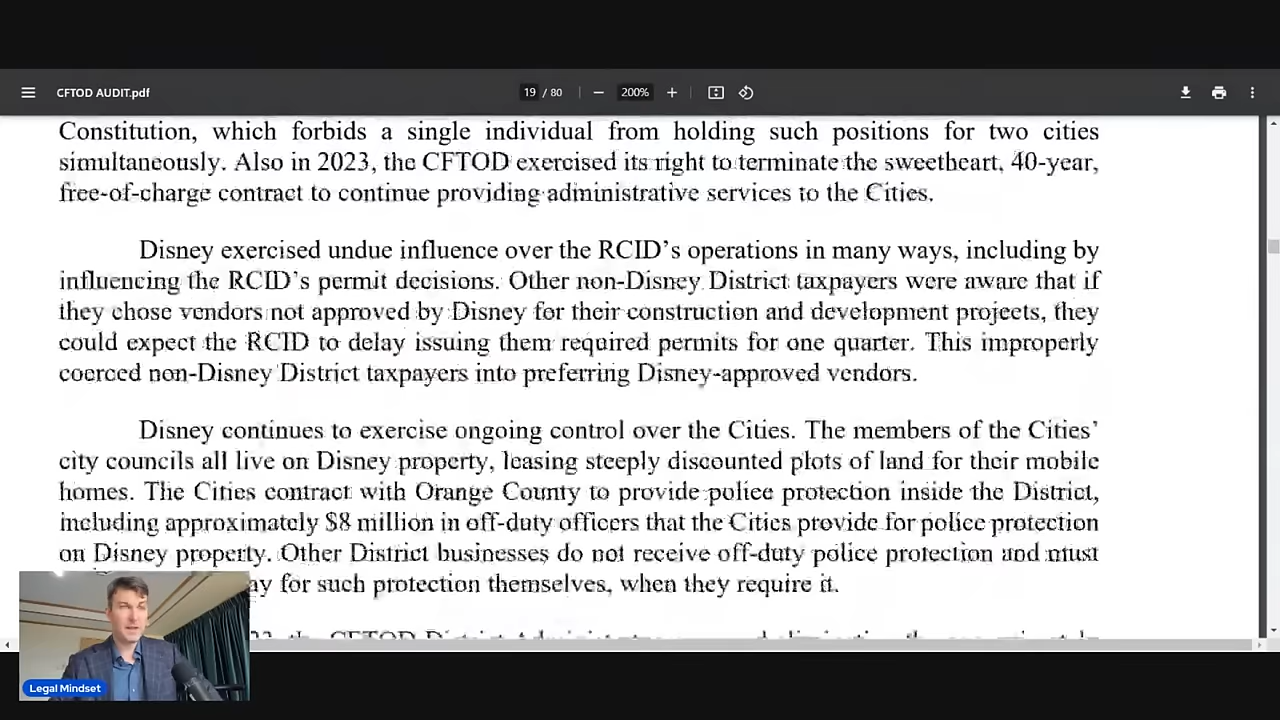 CFTOD AUDIT.pdf
19 / 80
200%
Constitution, which forbids a single individual from holding such positions for two cities
simultaneously. Also in 2023, the CFTOD exercised its right to terminate the sweetheart, 40-year,
free-of-charge contract to continue providing administrative services to the Cities.
Disney exercised undue influence over the RCID's operations in many ways, including by
influencing the RCID's permit decisions. Other non-Disney District taxpayers were aware that if
they chose vendors not approved by Disney for their construction and development projects, they
could expect the RCID to delay issuing them required permits for one quarter. This improperly
coerced non-Disney District taxpayers into preferring Disney-approved vendors.
Disney continues to exercise ongoing control over the Cities. The members of the Cities'
city councils all live on Disney property, leasing steeply discounted plots of land for their mobile
homes. The Cities contract with Orange County to provide police protection inside the District,
including approximately $8 million in off-duty officers that the Cities provide for police protection
on Disney property. Other District businesses do not receive off-duty police protection and must
for such protection themselves, when they require it.
the CFTOD District
Legal Mindset